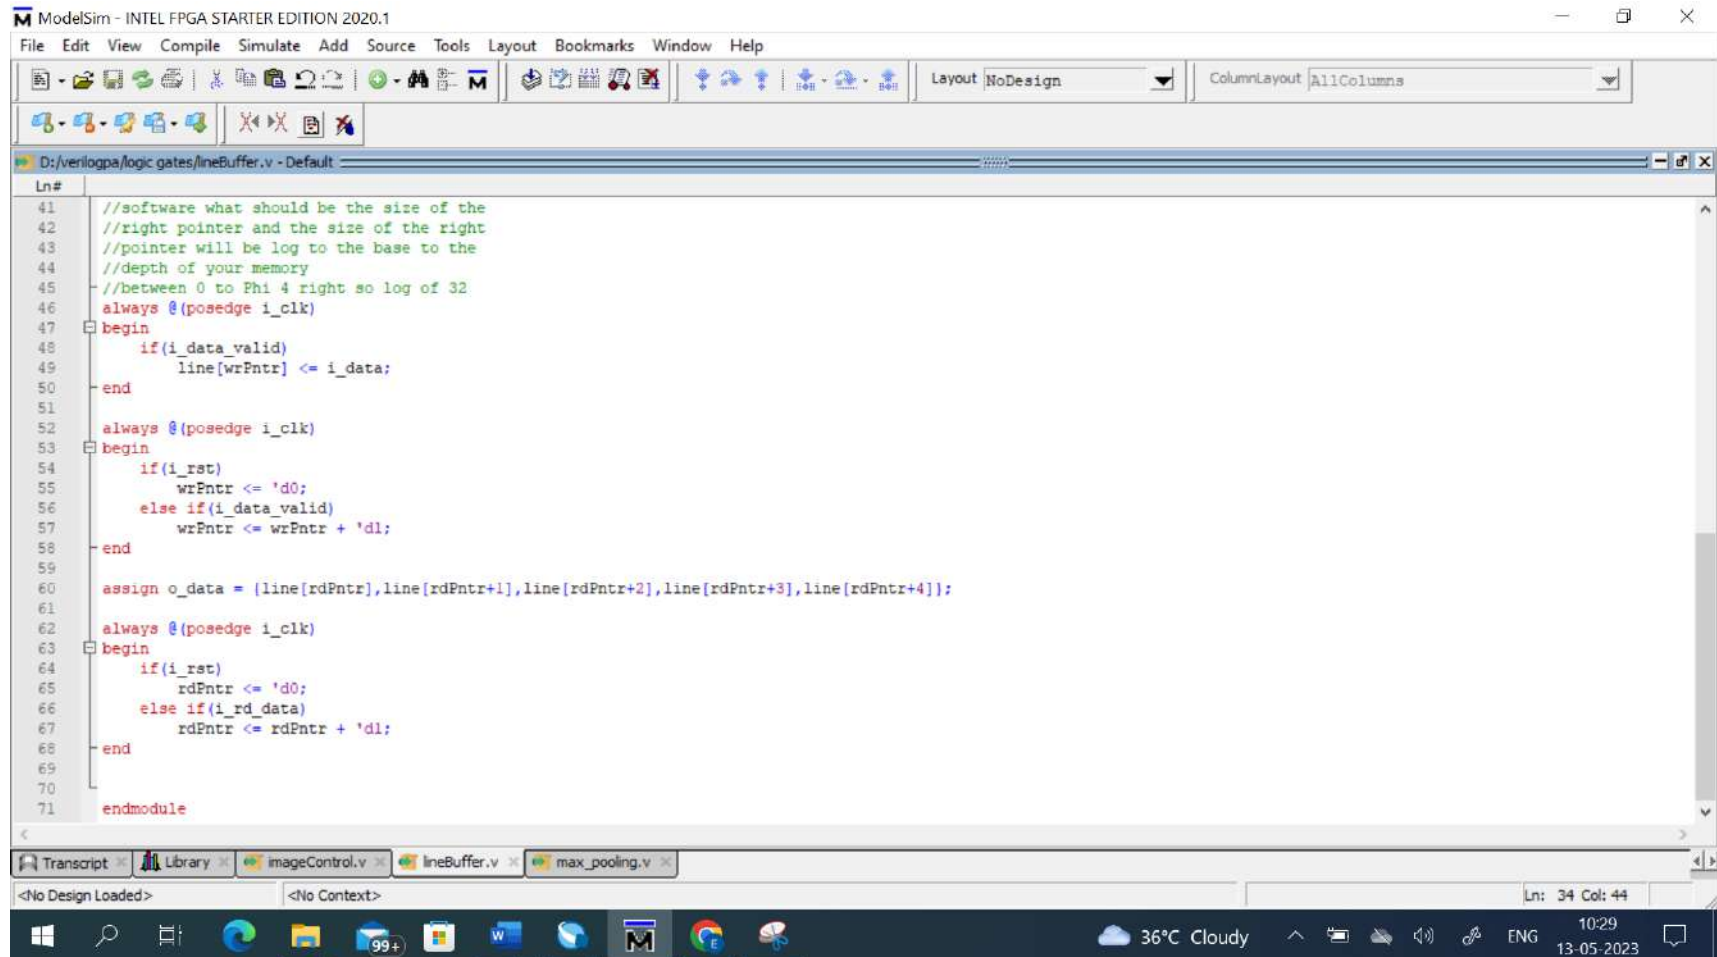 ModelSim - INTEL FPGA STARTER EDITION 2020.1
File Edit View Compile Simulate Add Source Tools Layout Bookmarks Window Help
Layout NoDesign
ColumnLayout AllColumns
D:/verilogpa/logic gates/lineBuffer.v - Default
Ln#
41 //software what should be the size of the
42 //right pointer and the size of the right
43 //pointer will be log to the base to the
44 //depth of your memory
45 //between 0 to Phi 4 right so log of 32
46 always @(posedge i_clk)
47 begin
48 if(i_data_valid)
49 line[wrPntr] <= i_data;
50 end
51
52 always @(posedge i_clk)
53 begin
54 if(i_rst)
55 wrPntr <= 'd0;
56 else if(i_data_valid)
57 wrPntr <= wrPntr + 'd1;
58 end
59
60 assign o_data = {line[rdPntr],line[rdPntr+1],line[rdPntr+2],line[rdPntr+3],line[rdPntr+4]};
61
62 always @(posedge i_clk)
63 begin
64 if(i_rst)
65 rdPntr <= 'd0;
66 else if(i_rd_data)
67 rdPntr <= rdPntr + 'd1;
68 end
69
70
71 endmodule
Transcript Library imageControl.v lineBuffer.v max_pooling.v
<No Design Loaded> <No Context> Ln: 34 Col: 44
99+ 36°C Cloudy ENG 10:29
13-05-2023